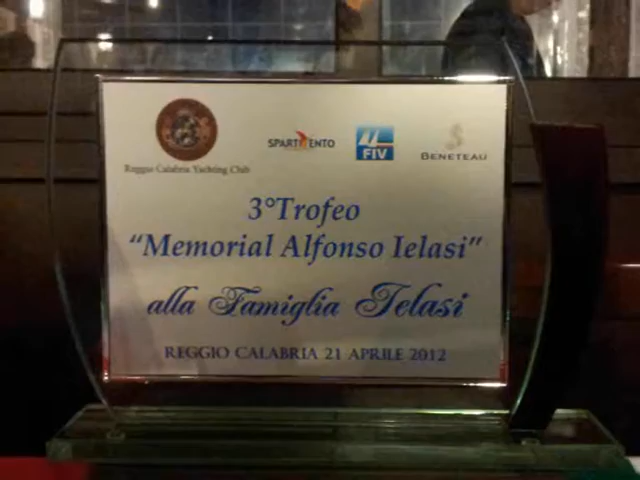 Reggio Calabria Yachting Club
SPARTIVENTO
FIV
BENETEAU
3°Trofeo
"Memorial Alfonso Ielasi"
alla Famiglia Ielasi
REGGIO CALABRIA 21 APRILE 2012